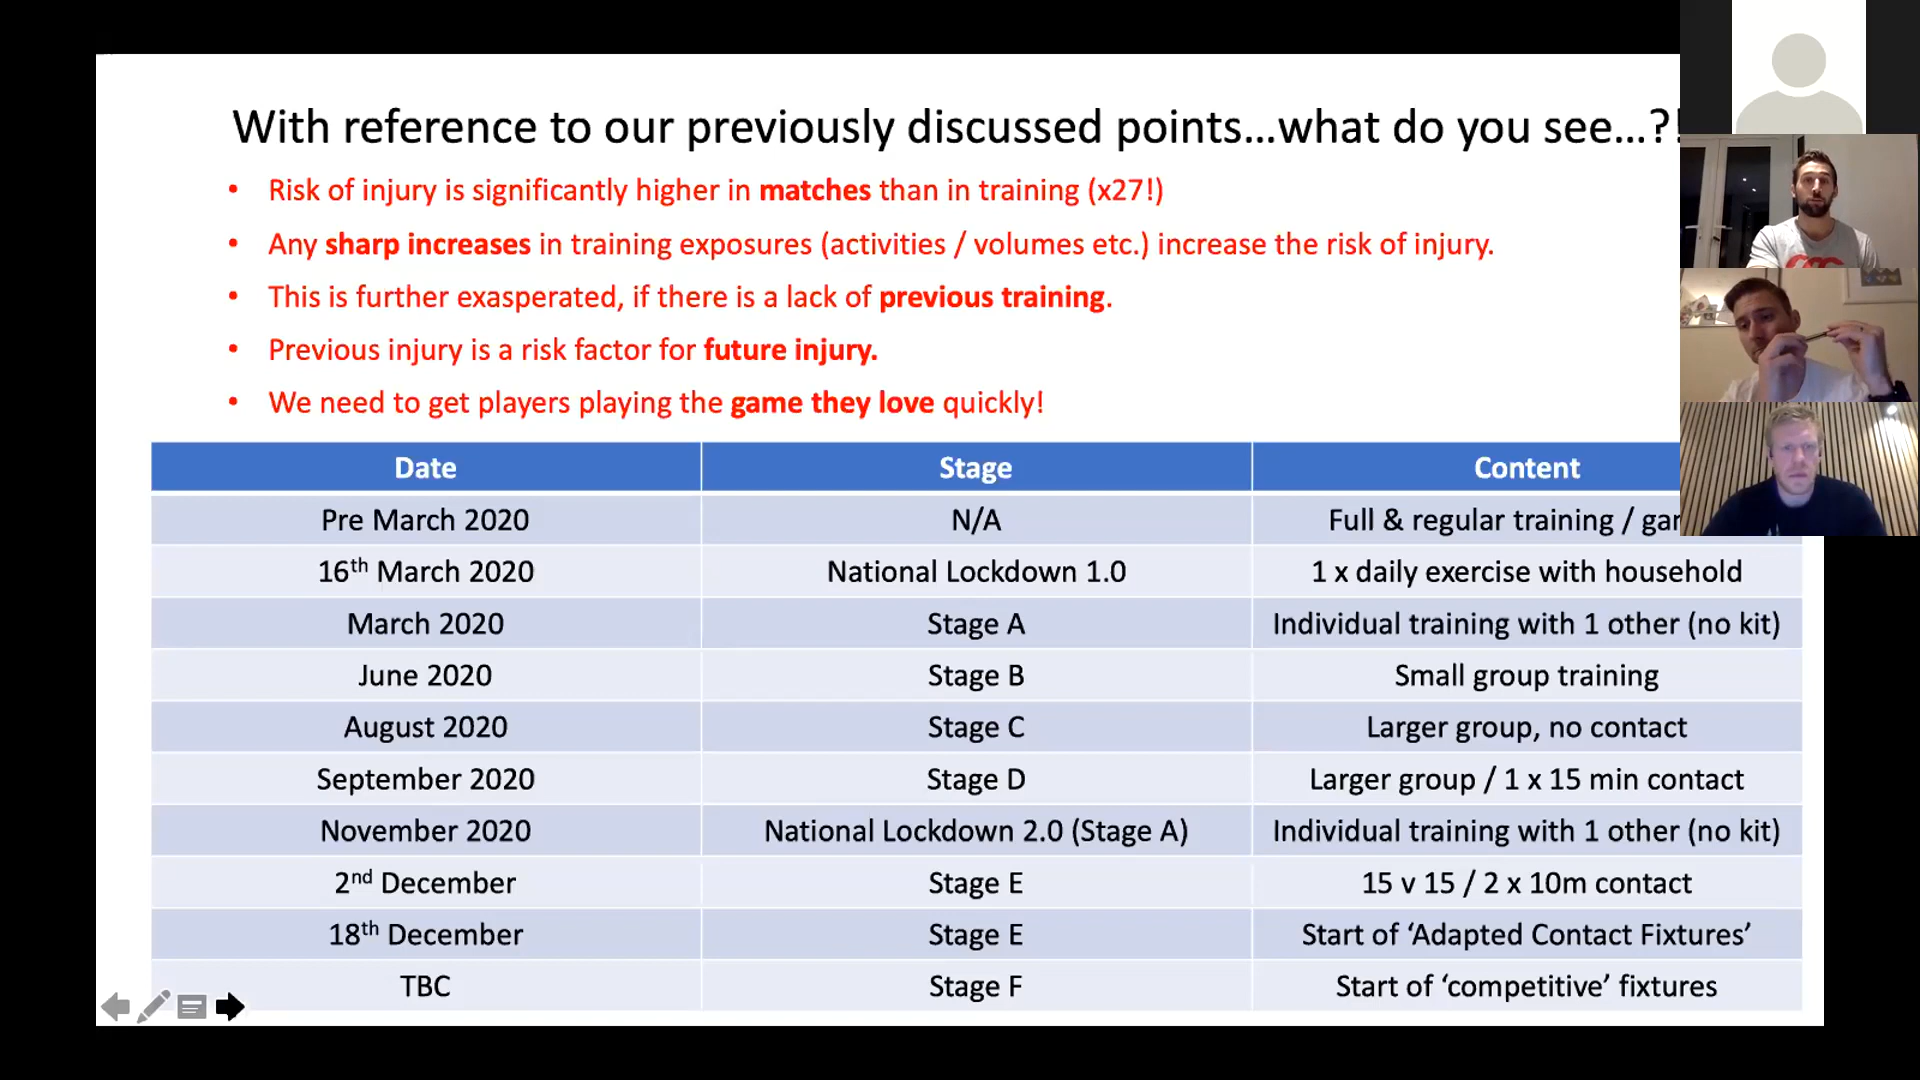 With reference to our previously discussed points...what do you see...?!
• Risk of injury is significantly higher in matches than in training (x27!)
• Any sharp increases in training exposures (activities / volumes etc.) increase the risk of injury.
• This is further exasperated, if there is a lack of previous training.
• Previous injury is a risk factor for future injury.
• We need to get players playing the game they love quickly!
Date Stage Content
Pre March 2020 N/A Full & regular training /
16th March 2020 National Lockdown 1.0 1 x daily exercise with household
March 2020 Stage A Individual training with 1 other (no kit)
June 2020 Stage B Small group training
August 2020 Stage C Larger group, no contact
September 2020 Stage D Larger group / 1 x 15 min contact
November 2020 National Lockdown 2.0 (Stage A) Individual training with 1 other (no kit)
2nd December Stage E 15 v 15 / 2 x 10m contact
18th December Stage E Start of ‘Adapted Contact Fixtures’
TBC Stage F Start of ‘competitive’ fixtures